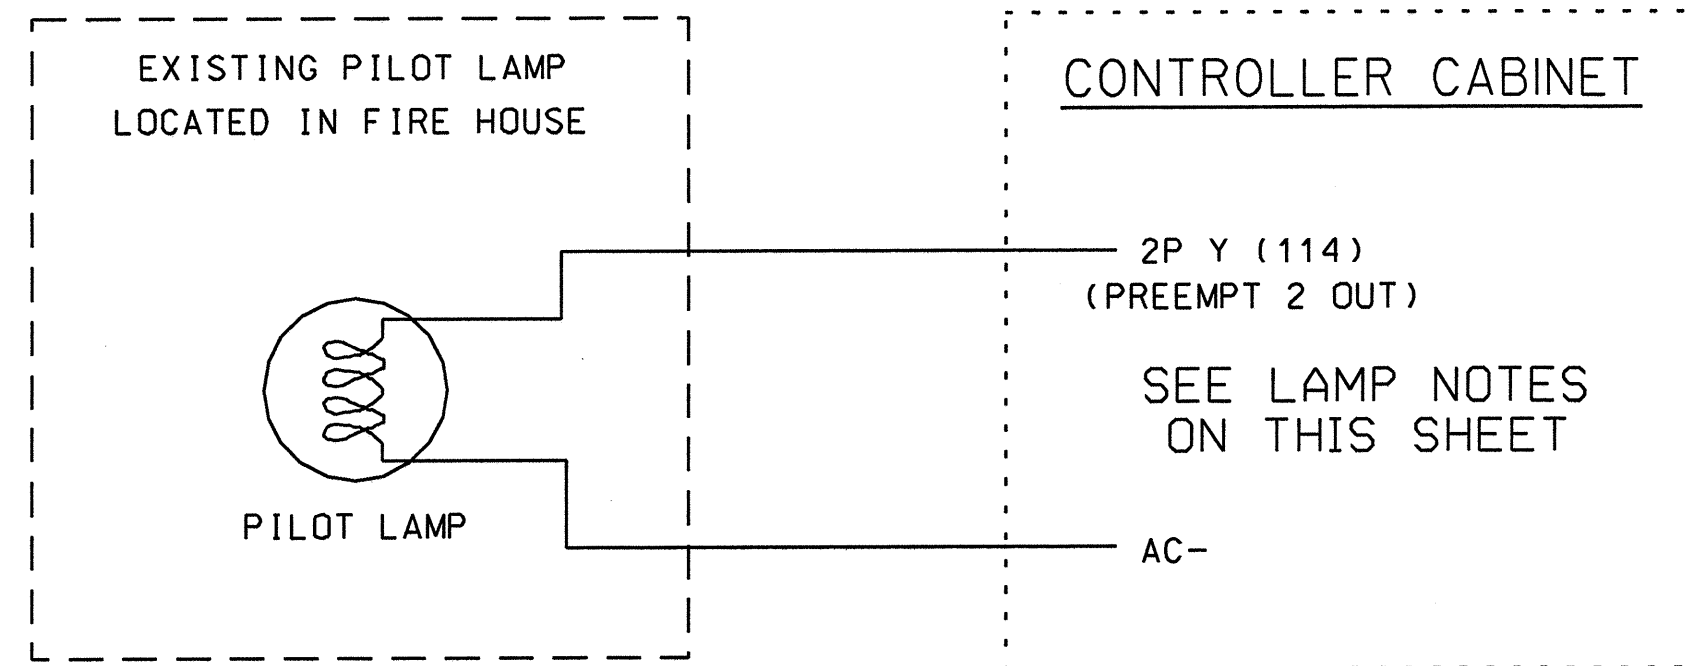 EXISTING PILOT LAMP
LOCATED IN FIRE HOUSE
PILOT LAMP
CONTROLLER CABINET
2P Y (114)
(PREEMPT 2 OUT)
SEE LAMP NOTES
ON THIS SHEET
AC-